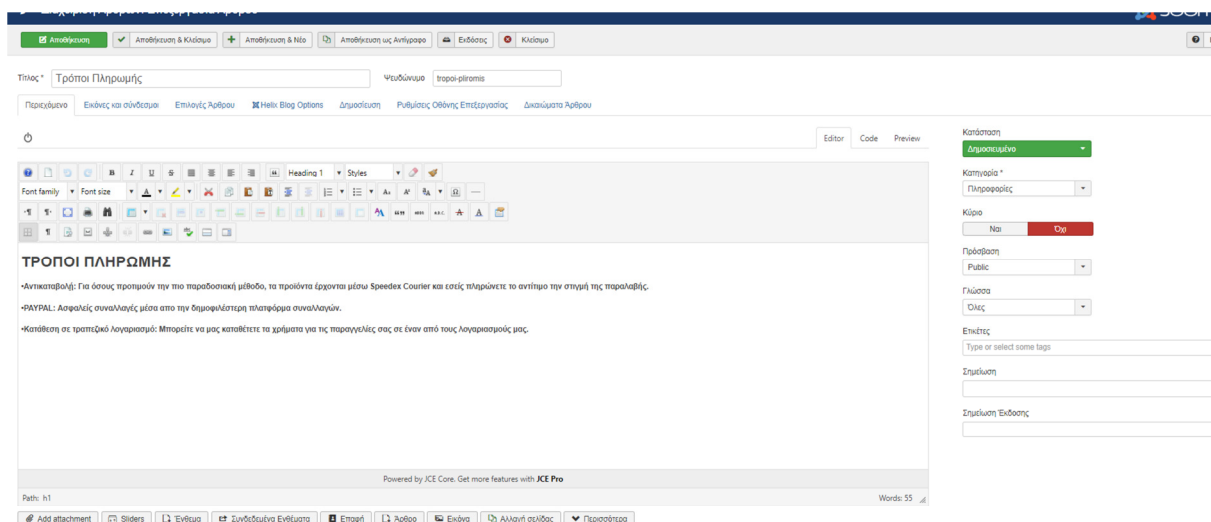 Αποθήκευση Αποθήκευση & Κλείσιμο Αποθήκευση & Νέο Αποθήκευση ως Αντίγραφο Εκδόσεις Κλείσιμο
Τίτλος * Τρόποι Πληρωμής Ψευδώνυμο tropoi-pliromis
Περιεχόμενο Εικόνες και σύνδεσμοι Επιλογές Άρθρου Helix Blog Options Δημοσίευση Ρυθμίσεις Οθόνης Επεξεργασίας Δικαιώματα Άρθρου
Editor Code Preview
Heading 1 Styles
Font family Font size
ΤΡΟΠΟΙ ΠΛΗΡΩΜΗΣ
•Αντικαταβολή: Για όσους προτιμούν την πιο παραδοσιακή μέθοδο, τα προϊόντα έρχονται μέσω Speedex Courier και εσείς πληρώνετε το αντίτιμο την στιγμή της παραλαβής.
•PAYPAL: Ασφαλείς συναλλαγές μέσα απο την δημοφιλέστερη πλατφόρμα συναλλαγών.
•Κατάθεση σε τραπεζικό λογαριασμό: Μπορείτε να μας καταθέτετε τα χρήματα για τις παραγγελίες σας σε έναν από τους λογαριασμούς μας.
Powered by JCE Core. Get more features with JCE Pro
Path: h1 Words: 55
Add attachment Sliders Ένθεμα Συνδεδεμένα Ενθέματα Επαφή Άρθρο Εικόνα Αλλαγή σελίδας Περισσότερα
Κατάσταση
Δημοσιευμένο
Κατηγορία *
Πληροφορίες
Κύριο
Ναι Όχι
Πρόσβαση
Public
Γλώσσα
Όλες
Ετικέτες
Type or select some tags
Σημείωση
Σημείωση Έκδοσης